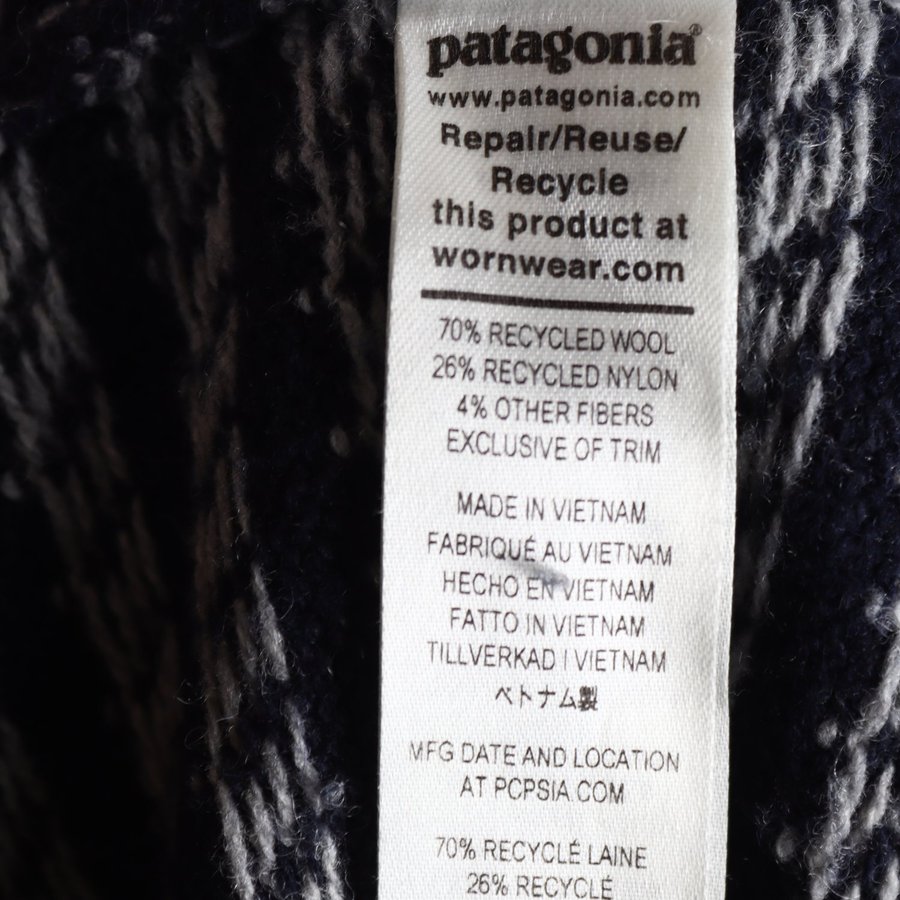 patagonia®
www.patagonia.com
Repair/Reuse/
Recycle
this product at
wornwear.com
70% RECYCLED WOOL
26% RECYCLED NYLON
4% OTHER FIBERS
EXCLUSIVE OF TRIM
MADE IN VIETNAM
FABRIQUÉ AU VIETNAM
HECHO EN VIETNAM
FATTO IN VIETNAM
TILLVERKAD I VIETNAM
ベトナム製
MFG DATE AND LOCATION
AT PCPSIA.COM
70% RECYCLÉ LAINE
26% RECYCLÉ